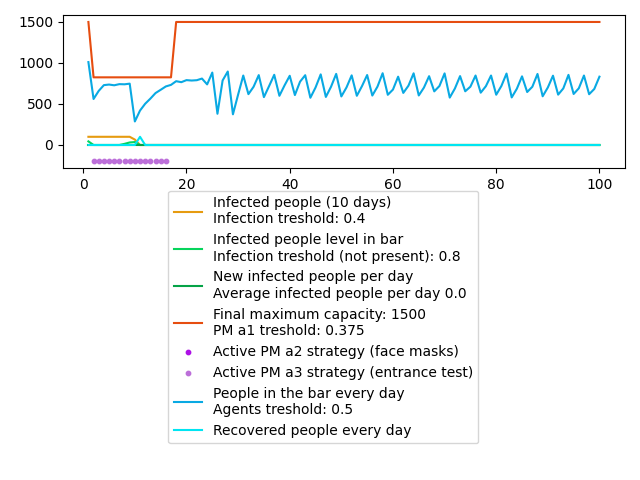 1500
1000
500
0
0
20
40
60
80
100
Infected people (10 days)
Infection treshold: 0.4
Infected people level in bar
Infection treshold (not present): 0.8
New infected people per day
Average infected people per day 0.0
Final maximum capacity: 1500
PM a1 treshold: 0.375
Active PM a2 strategy (face masks)
Active PM a3 strategy (entrance test)
People in the bar every day
Agents treshold: 0.5
Recovered people every day